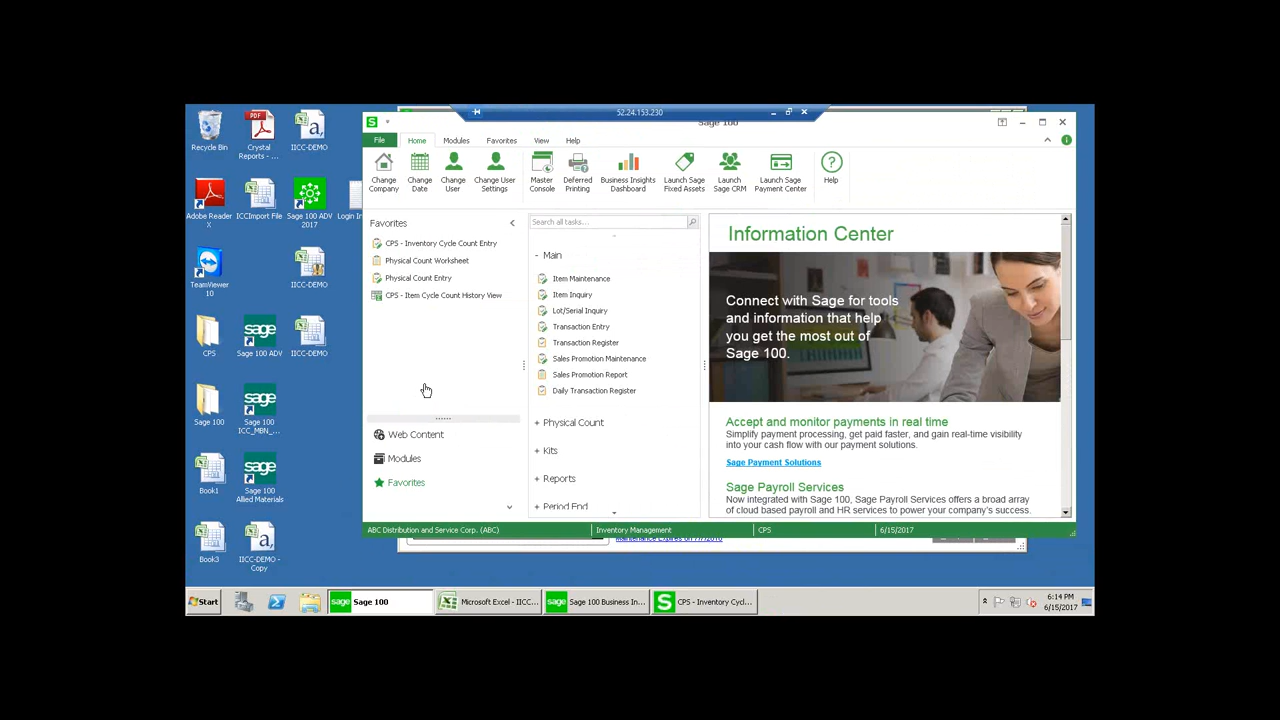 52.24.153.230
Sage 100
File
Home
Modules
Favorites
View
Help
Change Company
Change Date
Change User
Change User Settings
Master Console
Deferred Printing
Business Insights Dashboard
Launch Sage Fixed Assets
Launch Sage CRM
Launch Sage Payment Center
Help
Favorites
CPS - Inventory Cycle Count Entry
Physical Count Worksheet
Physical Count Entry
CPS - Item Cycle Count History View
Web Content
Modules
Favorites
Search all tasks....
- Main
Item Maintenance
Item Inquiry
Lot/Serial Inquiry
Transaction Entry
Transaction Register
Sales Promotion Maintenance
Sales Promotion Report
Daily Transaction Register
+ Physical Count
+ Kits
+ Reports
+ Period End
Information Center
Connect with Sage for tools
and information that help
you get the most out of
Sage 100.
Accept and monitor payments in real time
Simplify payment processing, get paid faster, and gain real-time visibility
into your cash flow with our payment solutions.
Sage Payment Solutions
Sage Payroll Services
Now integrated with Sage 100, Sage Payroll Services offers a broad array
of cloud based payroll and HR services to power your company's success.
ABC Distribution and Service Corp. (ABC)
Inventory Management
CPS
6/15/2017
Recycle Bin
Crystal Reports - ...
IICC-DEMO
Adobe Reader X
ICCImport File
Sage 100 ADV 2017
Login In
TeamViewer 10
IICC-DEMO
CPS
Sage 100 ADV
IICC-DEMO
Sage 100
Sage 100 ICC_MBN_...
Book1
Sage 100 Allied Materials
Book3
IICC-DEMO - Copy
Start
sage Sage 100
Microsoft Excel - IICC...
sage Sage 100 Business In...
CPS - Inventory Cycl...
6:14 PM
6/15/2017